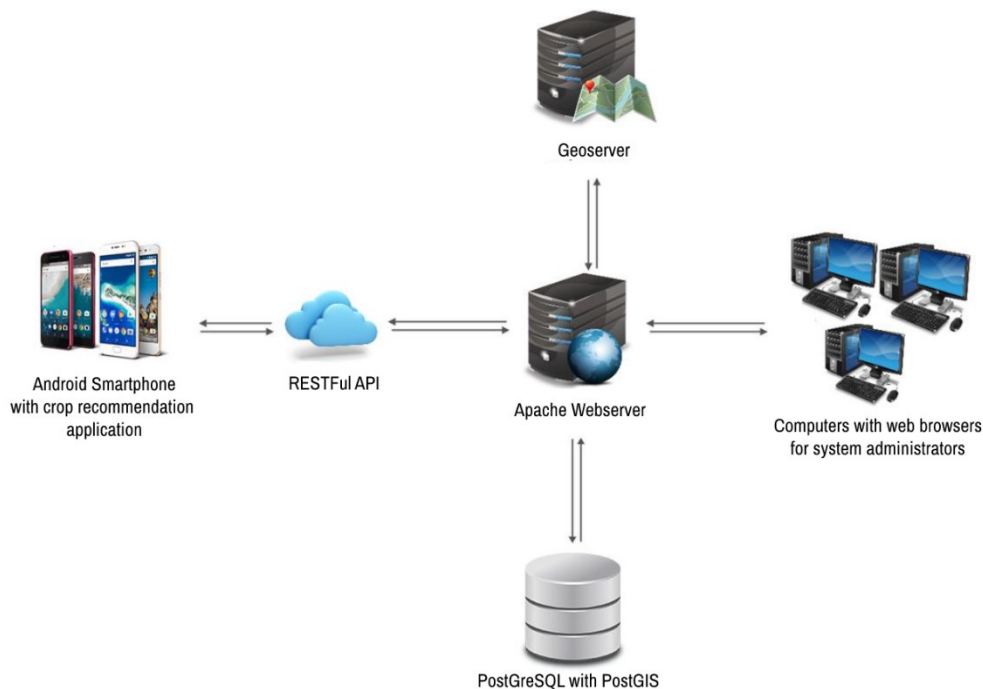 Geoserver
Android Smartphone
with crop recommendation
application
RESTFul API
Apache Webserver
Computers with web browsers
for system administrators
PostGreSQL with PostGIS